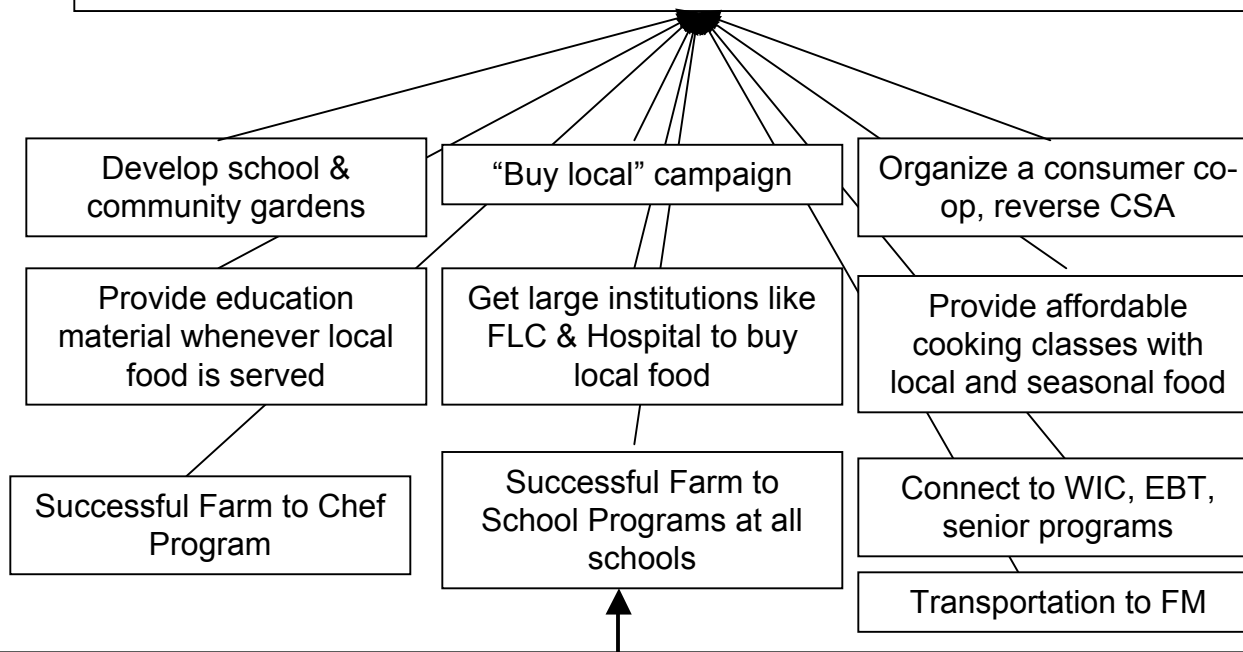 Develop school &
community gardens
“Buy local” campaign
Organize a consumer co-
op, reverse CSA
Provide education
material whenever local
food is served
Get large institutions like
FLC & Hospital to buy
local food
Provide affordable
cooking classes with
local and seasonal food
Successful Farm to Chef
Program
Successful Farm to
School Programs at all
schools
Connect to WIC, EBT,
senior programs
Transportation to FM